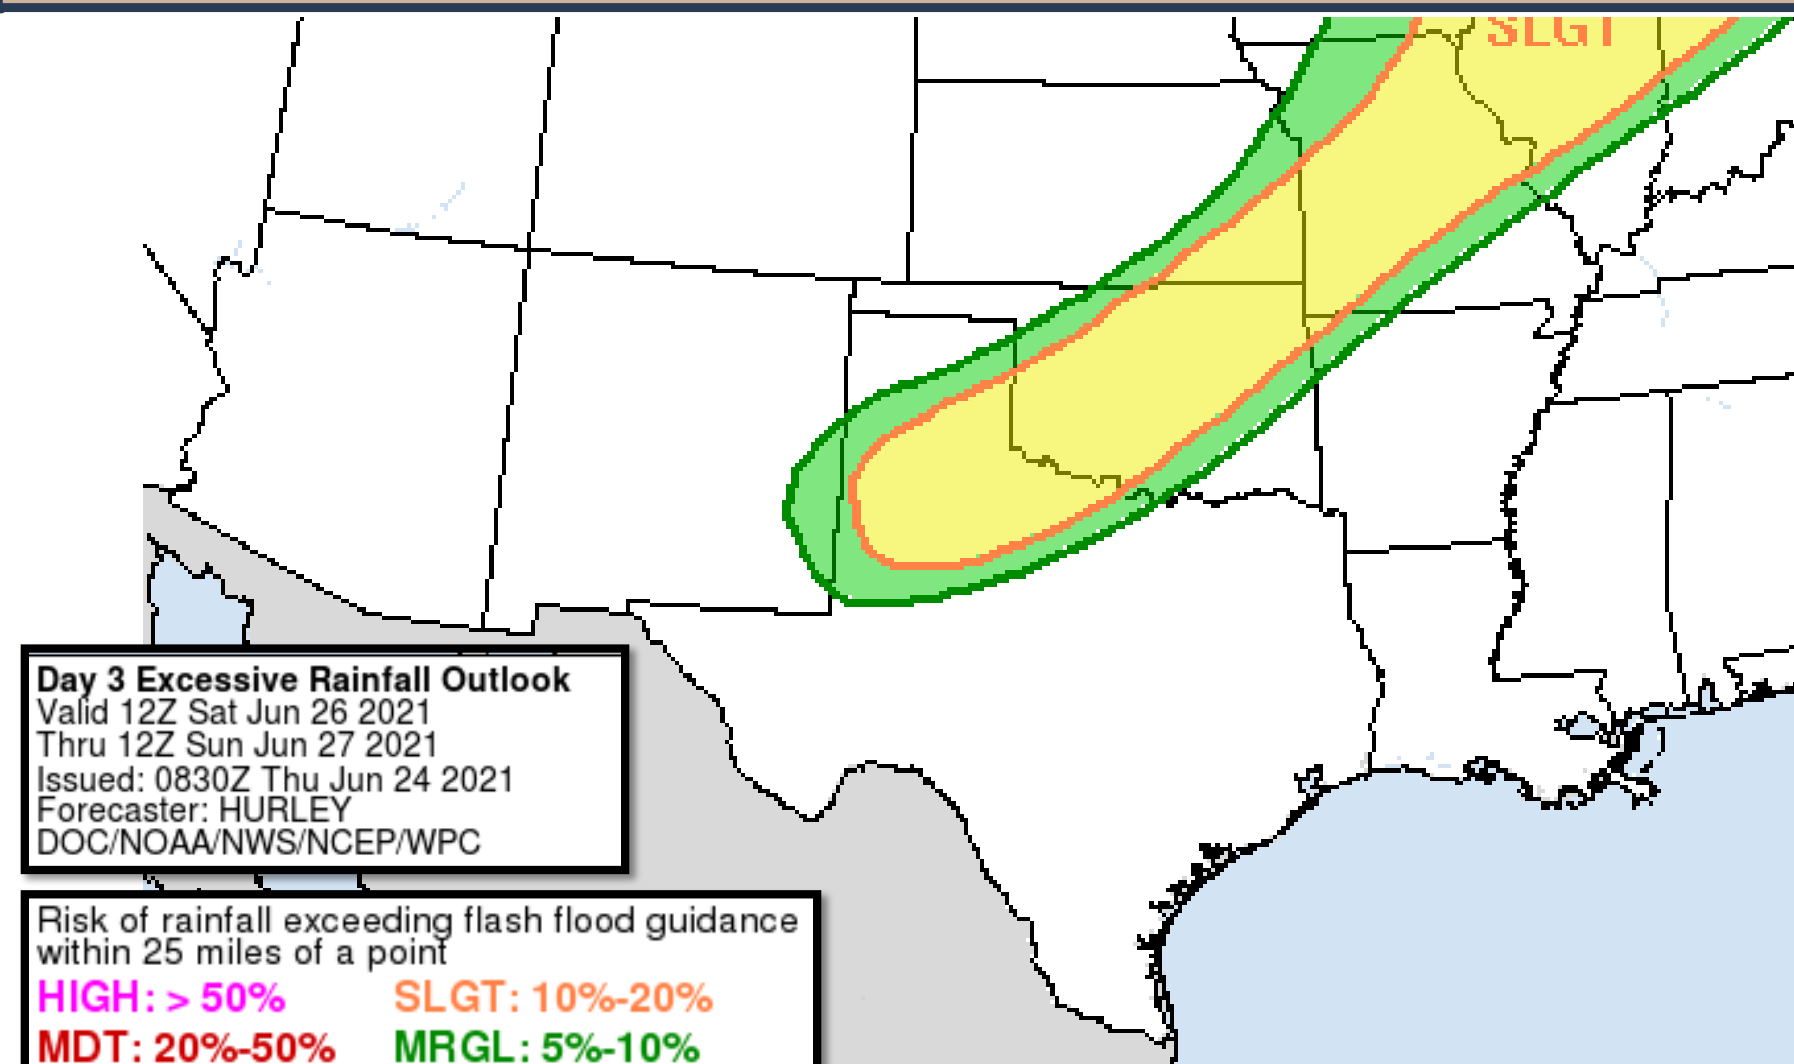 SLGT
Day 3 Excessive Rainfall Outlook
Valid 12Z Sat Jun 26 2021
Thru 12Z Sun Jun 27 2021
Issued: 0830Z Thu Jun 24 2021
Forecaster: HURLEY
DOC/NOAA/NWS/NCEP/WPC
Risk of rainfall exceeding flash flood guidance
within 25 miles of a point
HIGH: > 50% SLGT: 10%-20%
MDT: 20%-50% MRGL: 5%-10%